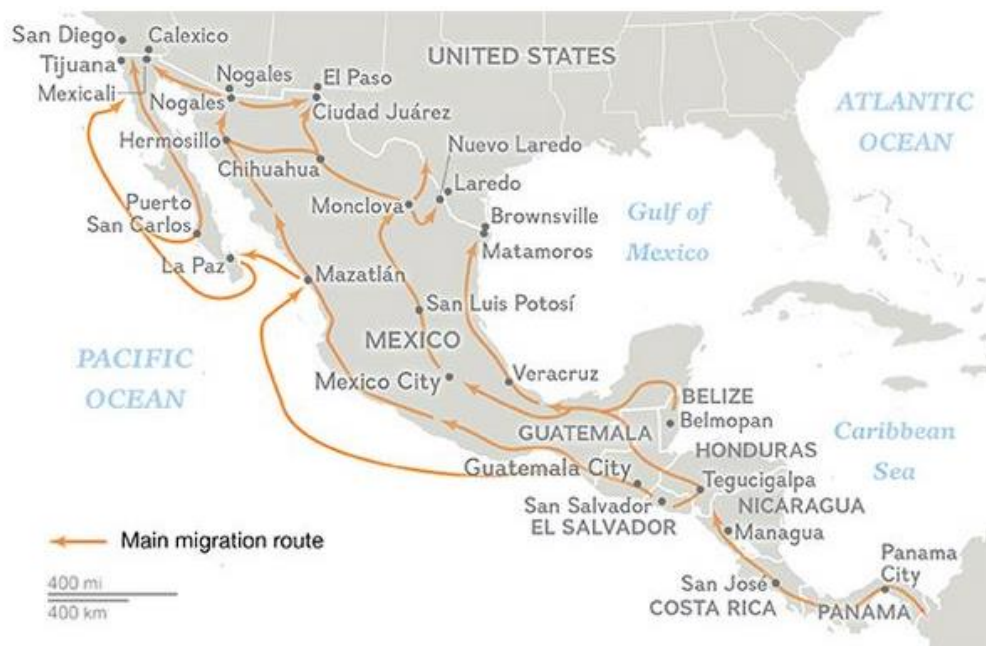 San Diego
Calexico
UNITED STATES
Tijuana
Mexicali
Nogales
Nogales
El Paso
Ciudad Juárez
ATLANTIC
OCEAN
Hermosillo
Chihuahua
Nuevo Laredo
Laredo
Monclova
Brownsville
Matamoros
Gulf of
Mexico
Puerto
San Carlos
La Paz
Mazatlán
San Luis Potosí
MEXICO
PACIFIC
OCEAN
Mexico City
Veracruz
BELIZE
Belmopan
GUATEMALA
HONDURAS
Caribbean
Sea
Guatemala City
Tegucigalpa
San Salvador
EL SALVADOR
NICARAGUA
Managua
Main migration route
Panama
City
400 mi
400 km
San José
COSTA RICA
PANAMA